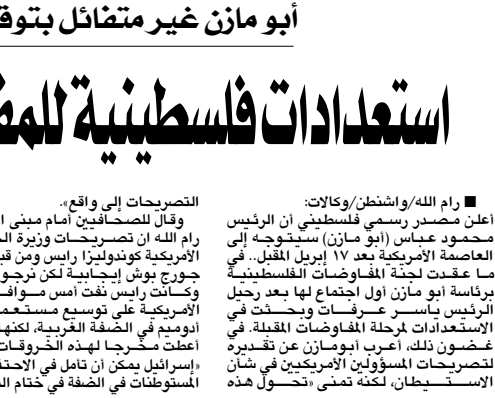 أبو مازن غير متفائل بتوق
استعدادات فلسطينية للمف
■ رام الله/واشنطن/وكالات:
أعلن مصدر رسمي فلسطيني أن الرئيس
محمود عباس (أبو مازن) سيتوجه إلى
العاصمة الأمريكية بعد ١٧ إبريل المقبل.. في
ما عقدت لجنة المفاوضات الفلسطينية
برئاسة أبو مازن أول اجتماع لها بعد رحيل
الرئيس ياسر عرفات وبحثت في
الاستعدادات لمرحلة المفاوضات المقبلة. في
غضون ذلك، أعرب أبومازن عن تقديره
لتصريحات المسؤولين الأمريكيين في شأن
الاستيطان، لكنه تمنى «تحول هذه
التصريحات إلى واقع».
وقال للصحافيين أمام مبنى ا
رام الله ان تصريحات وزيرة الخ
الأمريكية كوندوليزا رايس ومن قب
جورج بوش إيجابية لكن نرجو
وكانت رايس نفت أمس مواف
الأمريكية على توسيع مستعم
أدوميم في الضفة الغربية، لكنها
أعطت مخرجا لهذه الخروقات
«إسرائيل يمكن أن تأمل في الاحت
المستوطنات في الضفة في ختام الم